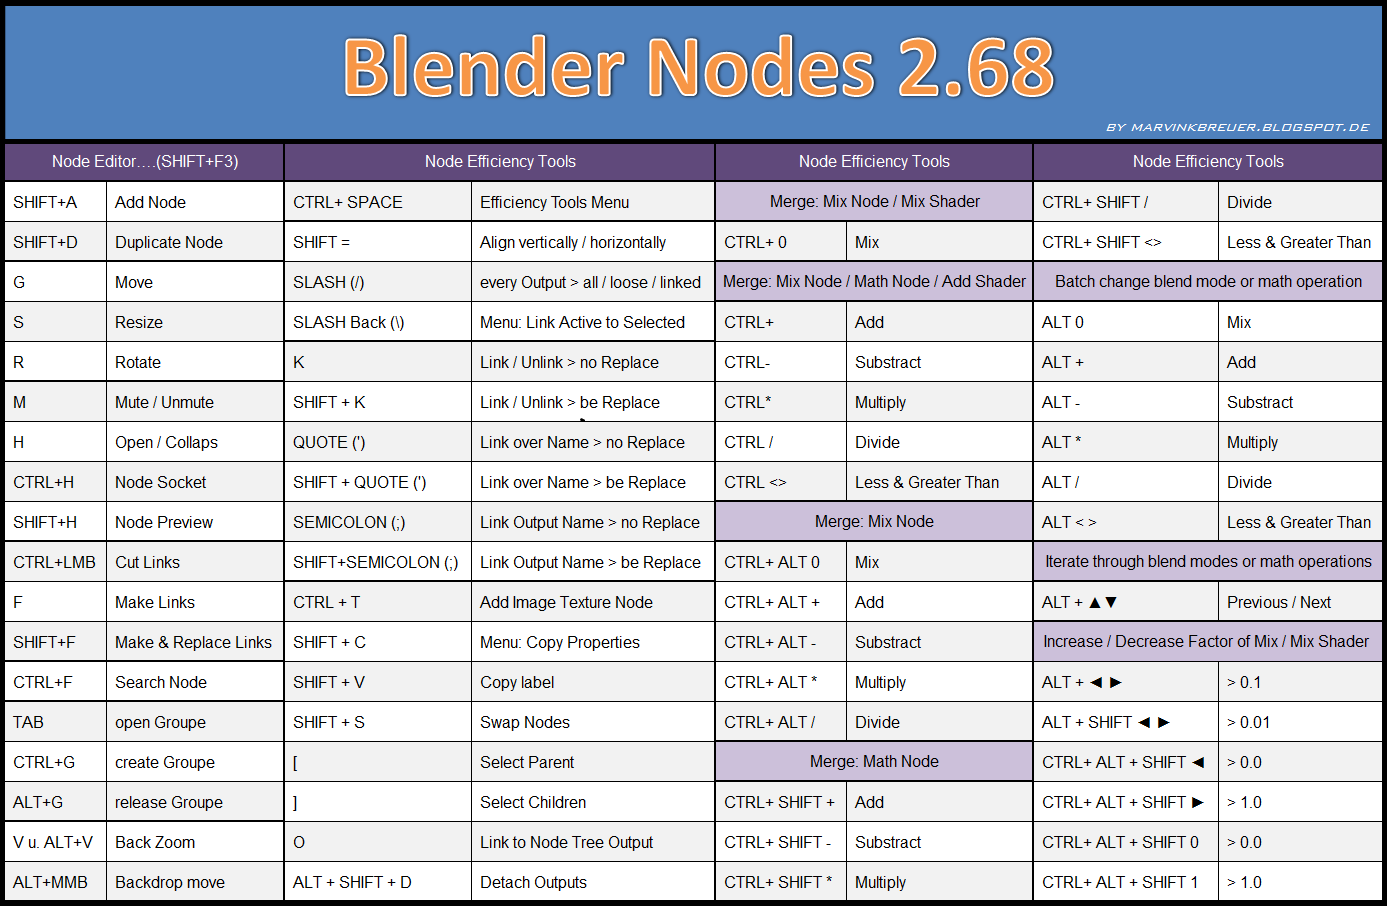 Blender Nodes 2.68
BY MARVINKBREUER.BLOGSPOT.DE
Node Editor....(SHIFT+F3)
SHIFT+A Add Node
SHIFT+D Duplicate Node
G Move
S Resize
R Rotate
M Mute / Unmute
H Open / Collaps
CTRL+H Node Socket
SHIFT+H Node Preview
CTRL+LMB Cut Links
F Make Links
SHIFT+F Make & Replace Links
CTRL+F Search Node
TAB open Groupe
CTRL+G create Groupe
ALT+G release Groupe
V u. ALT+V Back Zoom
ALT+MMB Backdrop move
Node Efficiency Tools
CTRL+ SPACE Efficiency Tools Menu
SHIFT = Align vertically / horizontally
SLASH (/) every Output > all / loose / linked
SLASH Back (\) Menu: Link Active to Selected
K Link / Unlink > no Replace
SHIFT + K Link / Unlink > be Replace
QUOTE (') Link over Name > no Replace
SHIFT + QUOTE (') Link over Name > be Replace
SEMICOLON (;) Link Output Name > no Replace
SHIFT+SEMICOLON (;) Link Output Name > be Replace
CTRL + T Add Image Texture Node
SHIFT + C Menu: Copy Properties
SHIFT + V Copy label
SHIFT + S Swap Nodes
[ Select Parent
] Select Children
O Link to Node Tree Output
ALT + SHIFT + D Detach Outputs
Node Efficiency Tools
Merge: Mix Node / Mix Shader
CTRL+ 0 Mix
Merge: Mix Node / Math Node / Add Shader
CTRL+ Add
CTRL- Substract
CTRL* Multiply
CTRL / Divide
CTRL <> Less & Greater Than
Merge: Mix Node
CTRL+ ALT 0 Mix
CTRL+ ALT + Add
CTRL+ ALT - Substract
CTRL+ ALT * Multiply
CTRL+ ALT / Divide
Merge: Math Node
CTRL+ SHIFT + Add
CTRL+ SHIFT - Substract
CTRL+ SHIFT * Multiply
Node Efficiency Tools
CTRL+ SHIFT / Divide
CTRL+ SHIFT <> Less & Greater Than
Batch change blend mode or math operation
ALT 0 Mix
ALT + Add
ALT - Substract
ALT * Multiply
ALT / Divide
ALT < > Less & Greater Than
Iterate through blend modes or math operations
ALT + ▲▼ Previous / Next
Increase / Decrease Factor of Mix / Mix Shader
ALT + ◄ ► > 0.1
ALT + SHIFT ◄ ► > 0.01
CTRL+ ALT + SHIFT ◄ > 0.0
CTRL+ ALT + SHIFT ► > 1.0
CTRL+ ALT + SHIFT 0 > 0.0
CTRL+ ALT + SHIFT 1 > 1.0